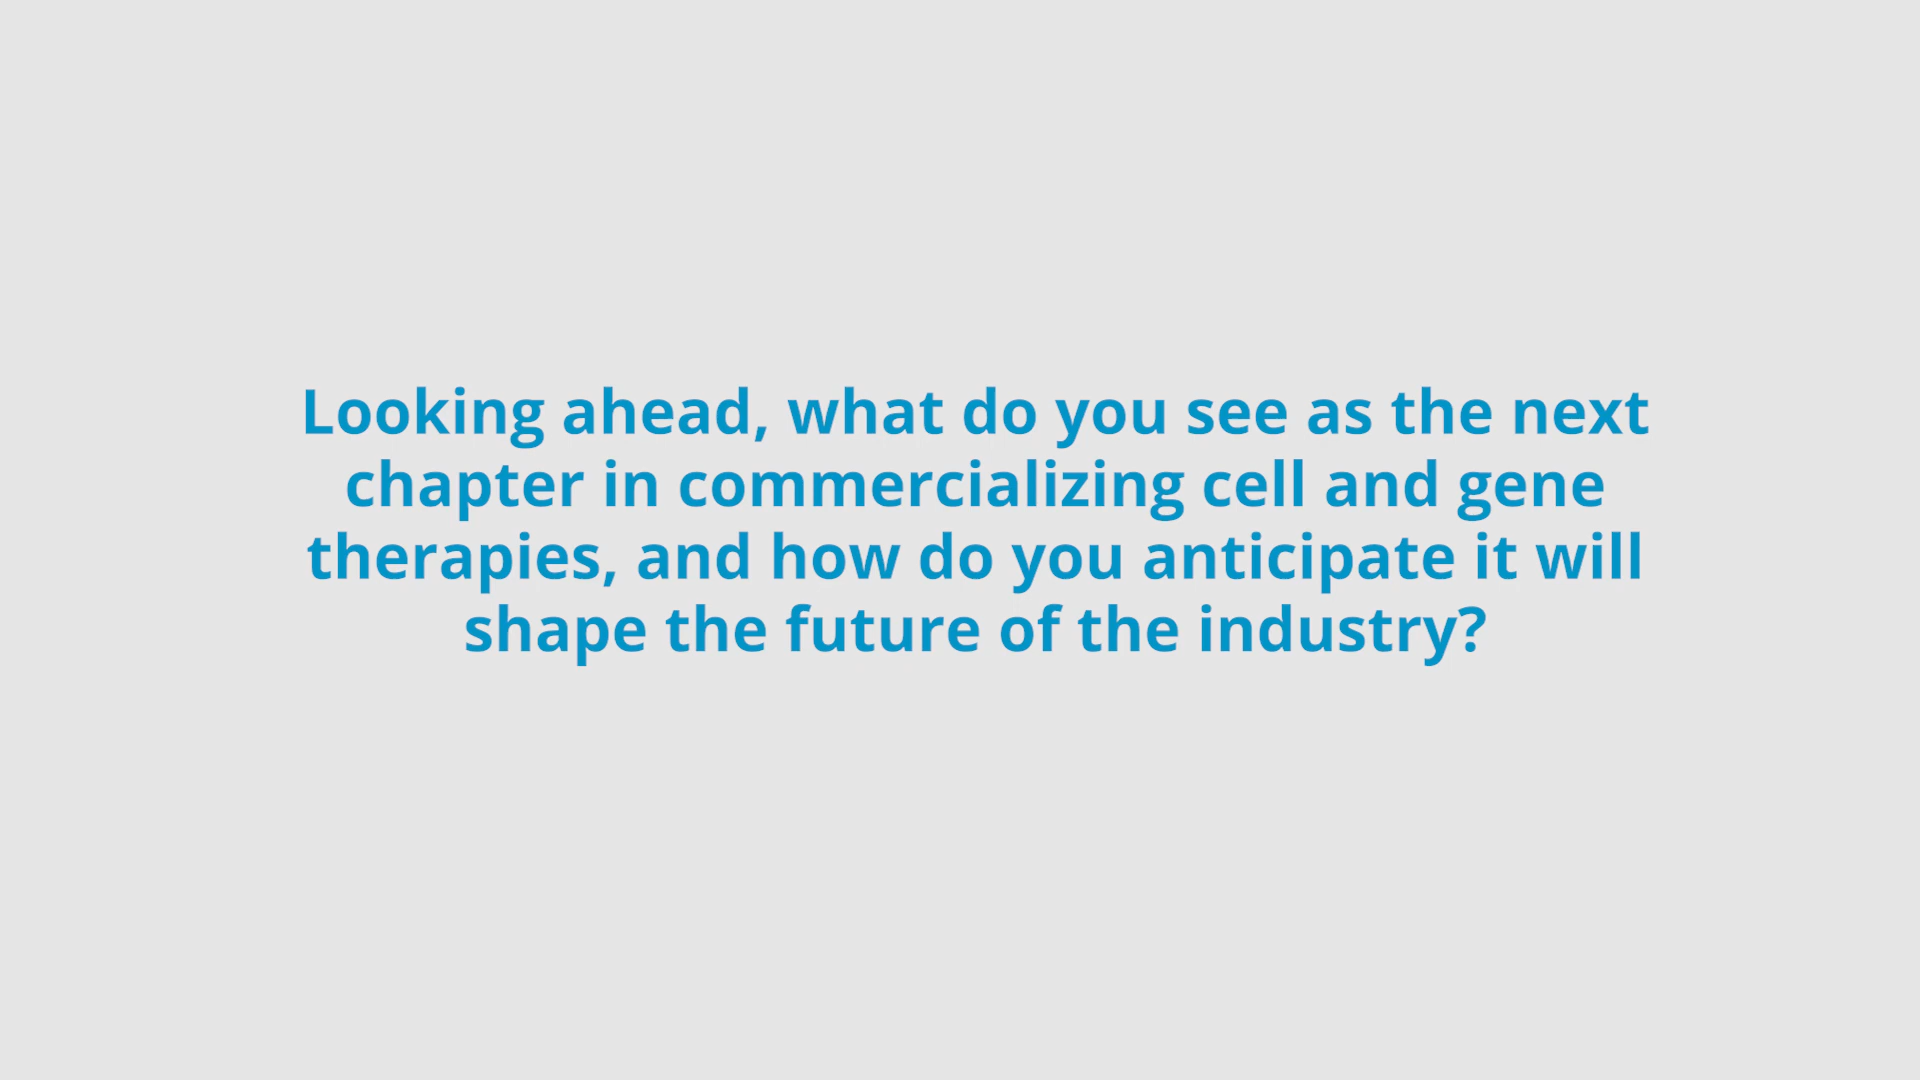 Looking ahead, what do you see as the next
chapter in commercializing cell and gene
therapies, and how do you anticipate it will
shape the future of the industry?